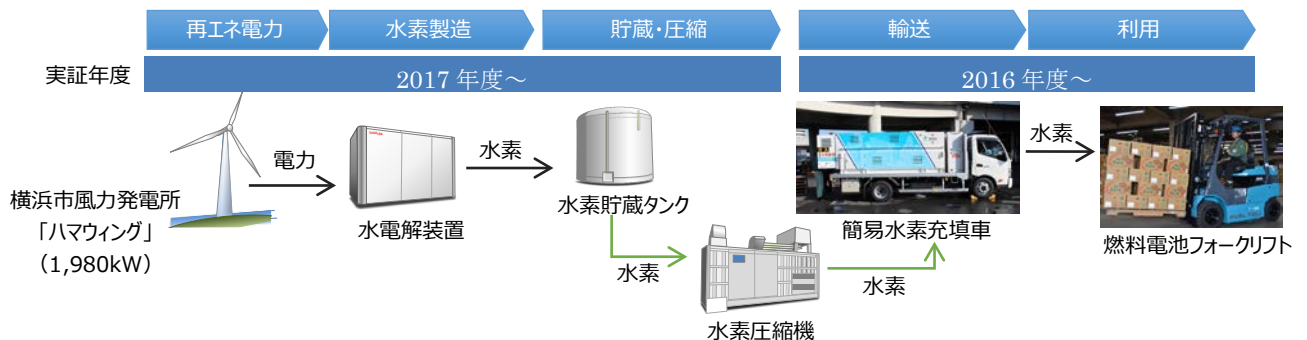 再エネ電力
水素製造
貯蔵・圧縮
輸送
利用
実証年度
2017 年度～
2016 年度～
電力
水素
水素
横浜市風力発電所
「ハマウィング」
（1,980kW）
水電解装置
水素貯蔵タンク
簡易水素充填車
燃料電池フォークリフト
水素
水素
水素圧縮機